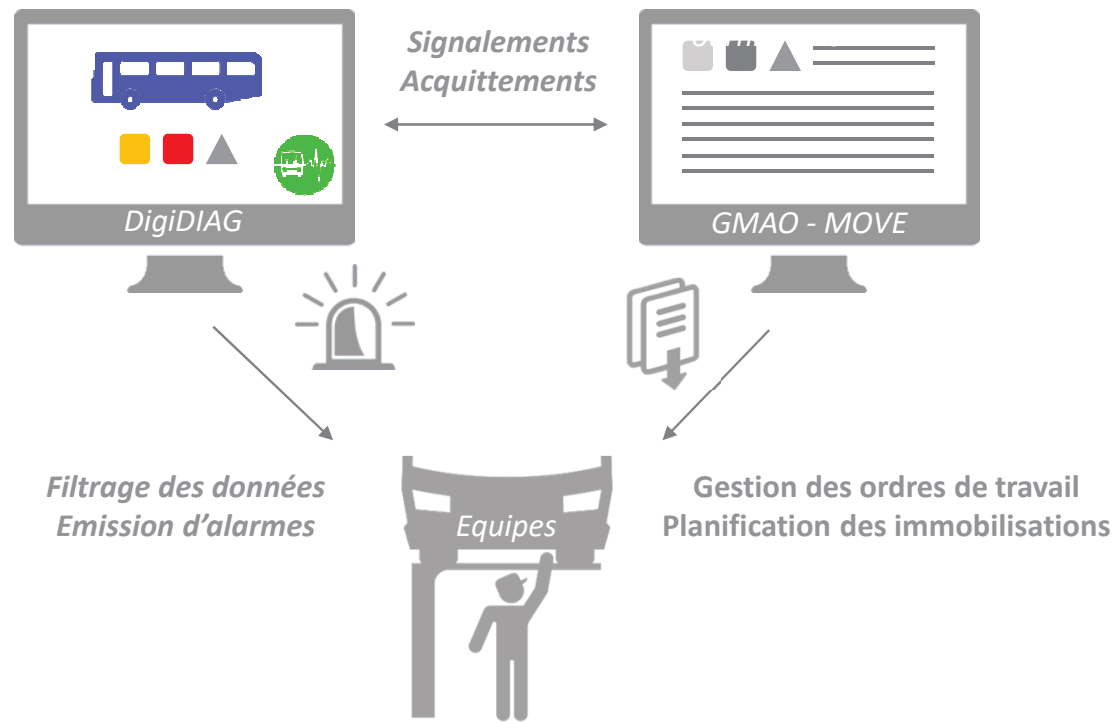 Signalements
Acquittements
DigiDIAG
GMAO - MOVE
Filtrage des données
Emission d'alarmes
Equipes
Gestion des ordres de travail
Planification des immobilisations